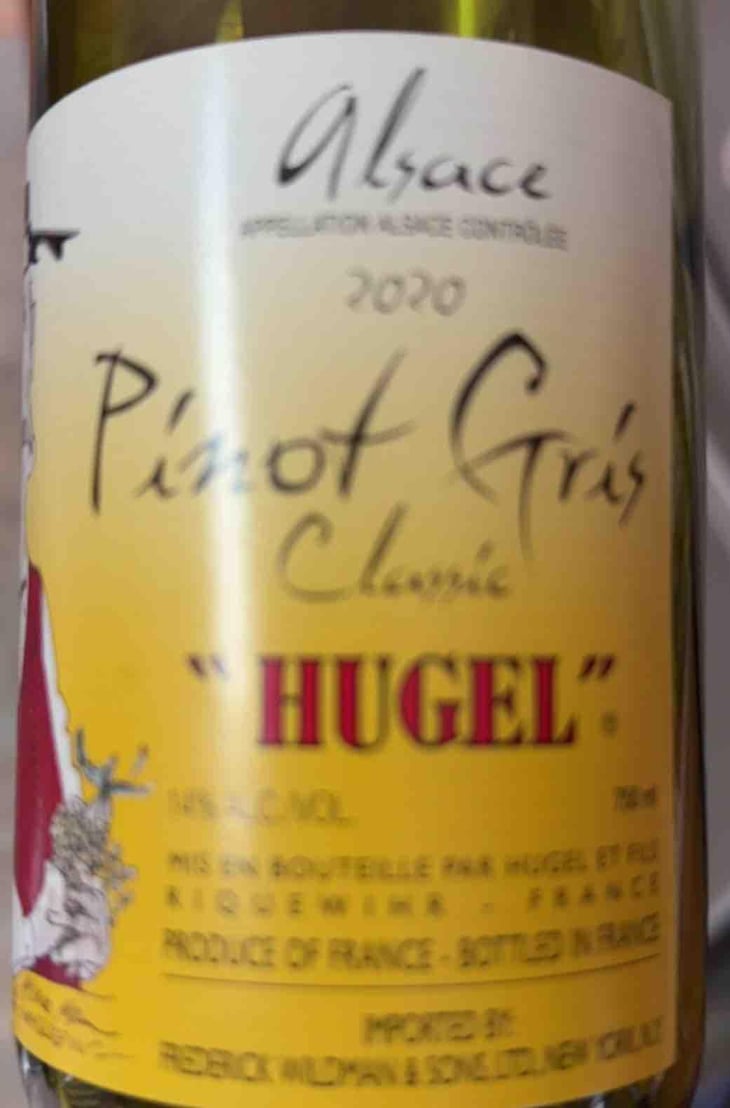 Alsace
APPELLATION ALSACE CONTRÔLÉE
2020
Pinot Gris
Classic
"HUGEL"®
14% ALC./VOL. 750 ml
MIS EN BOUTEILLE PAR HUGEL ET FILS
RIQUEWIHR - FRANCE
PRODUCE OF FRANCE - BOTTLED IN FRANCE
IMPORTED BY:
FREDERICK WILDMAN & SONS, LTD, NEW YORK, N.Y.